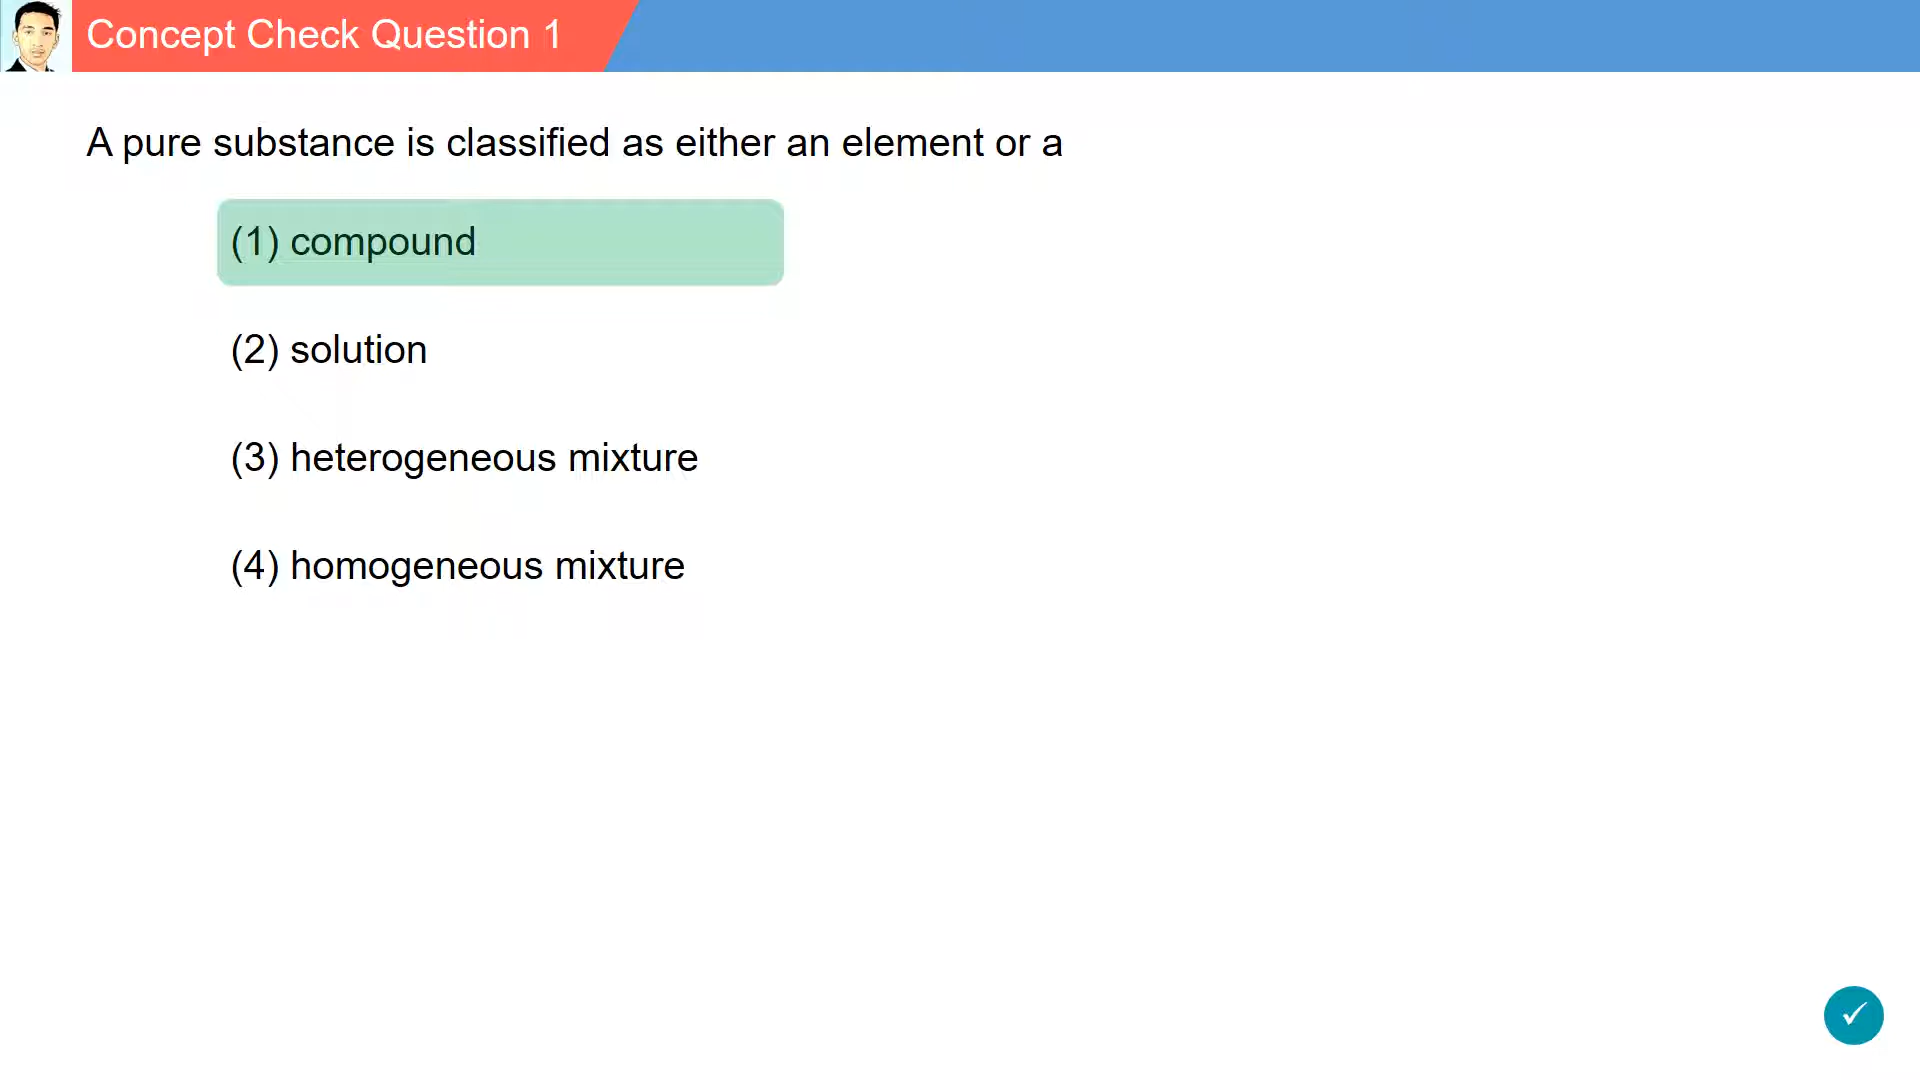 Concept Check Question 1
A pure substance is classified as either an element or a
(1) compound
(2) solution
(3) heterogeneous mixture
(4) homogeneous mixture